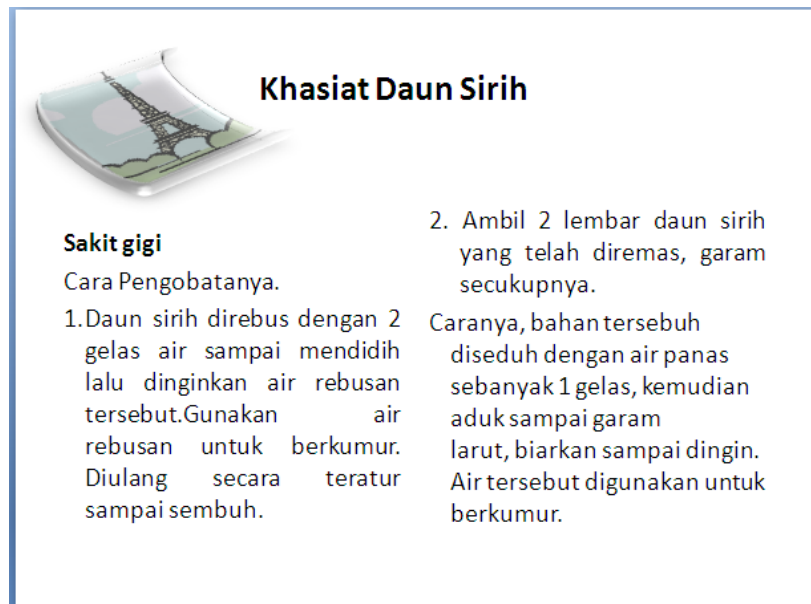 Khasiat Daun Sirih
Sakit gigi
Cara Pengobatanya.
1.Daun sirih direbus dengan 2
gelas air sampai mendidih
lalu dinginkan air rebusan
tersebut.Gunakan air
rebusan untuk berkumur.
Diulang secara teratur
sampai sembuh.
2. Ambil 2 lembar daun sirih
yang telah diremas, garam
secukupnya.
Caranya, bahan tersebuh
diseduh dengan air panas
sebanyak 1 gelas, kemudian
aduk sampai garam
larut, biarkan sampai dingin.
Air tersebut digunakan untuk
berkumur.